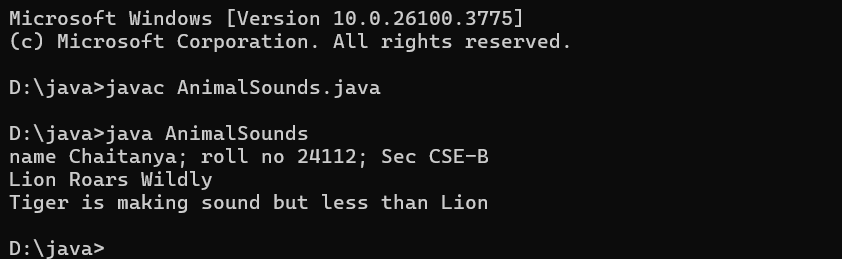 Microsoft Windows [Version 10.0.26100.3775]
(c) Microsoft Corporation. All rights reserved.
D:\java>javac AnimalSounds.java
D:\java>java AnimalSounds
name Chaitanya; roll no 24112; Sec CSE-B
Lion Roars Wildly
Tiger is making sound but less than Lion
D:\java>